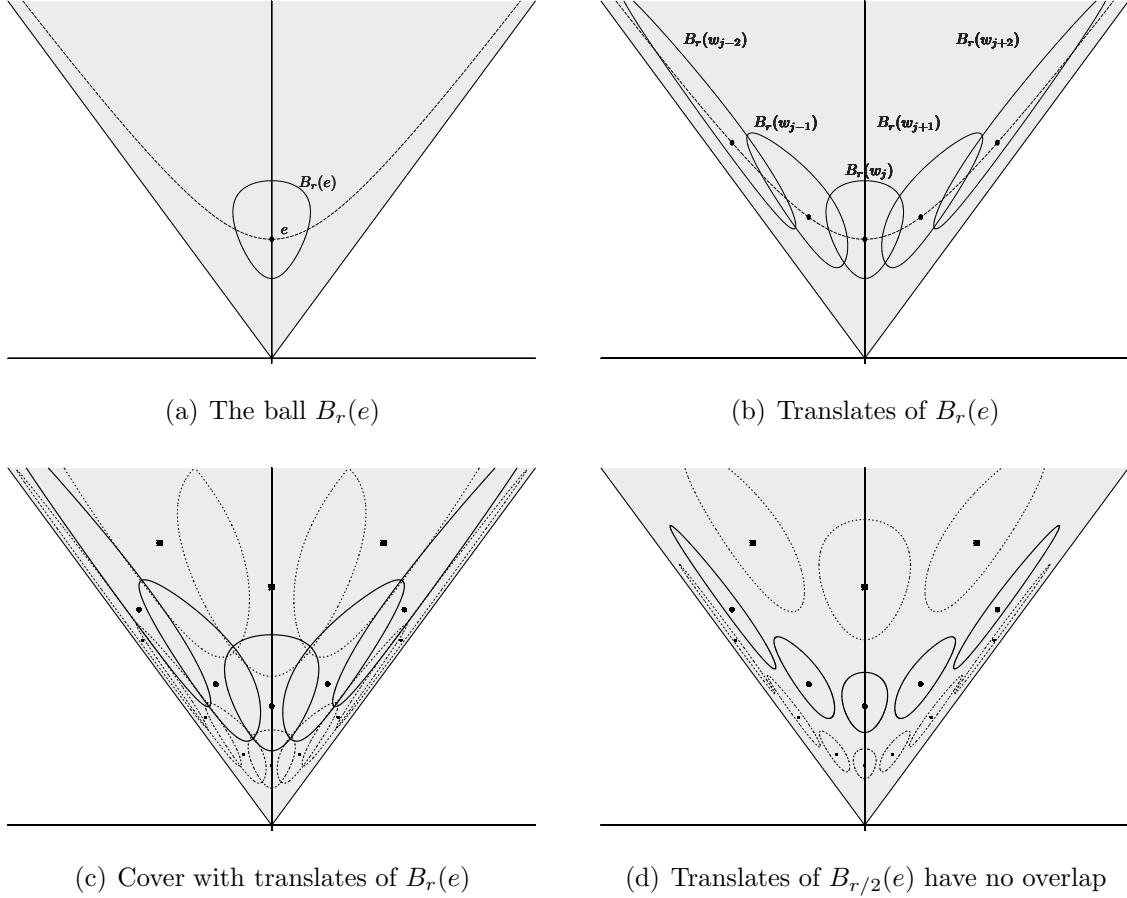 B_r(e)
e
(a) The ball B_r(e)
B_r(w_{j−2})
B_r(w_{j+2})
B_r(w_{j−1})
B_r(w_{j+1})
B_r(w_j)
(b) Translates of B_r(e)
(c) Cover with translates of B_r(e)
(d) Translates of B_{r/2}(e) have no overlap